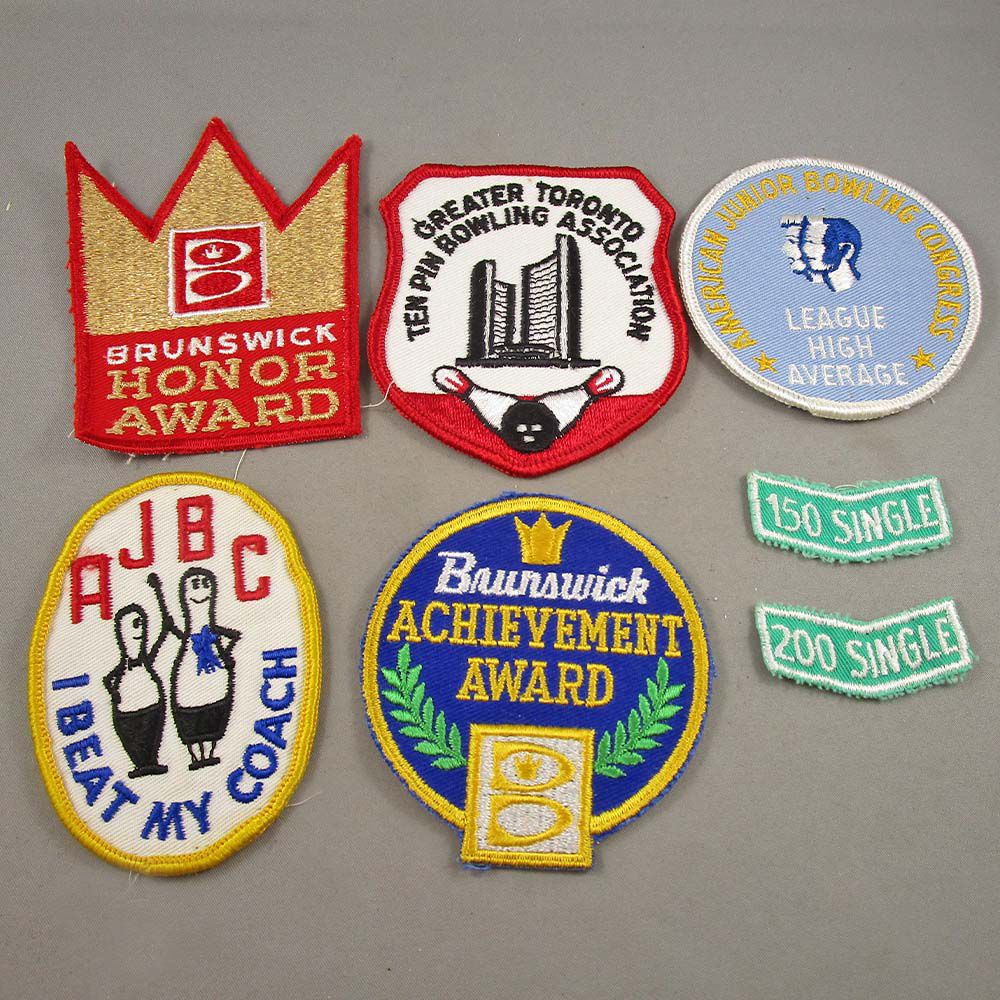 BRUNSWICK
HONOR
AWARD
GREATER TORONTO
TEN PIN BOWLING ASSOCIATION
AMERICAN JUNIOR BOWLING CONGRESS
LEAGUE
HIGH
AVERAGE
150 SINGLE
200 SINGLE
AJBC
I BEAT MY COACH
Brunswick
ACHIEVEMENT
AWARD